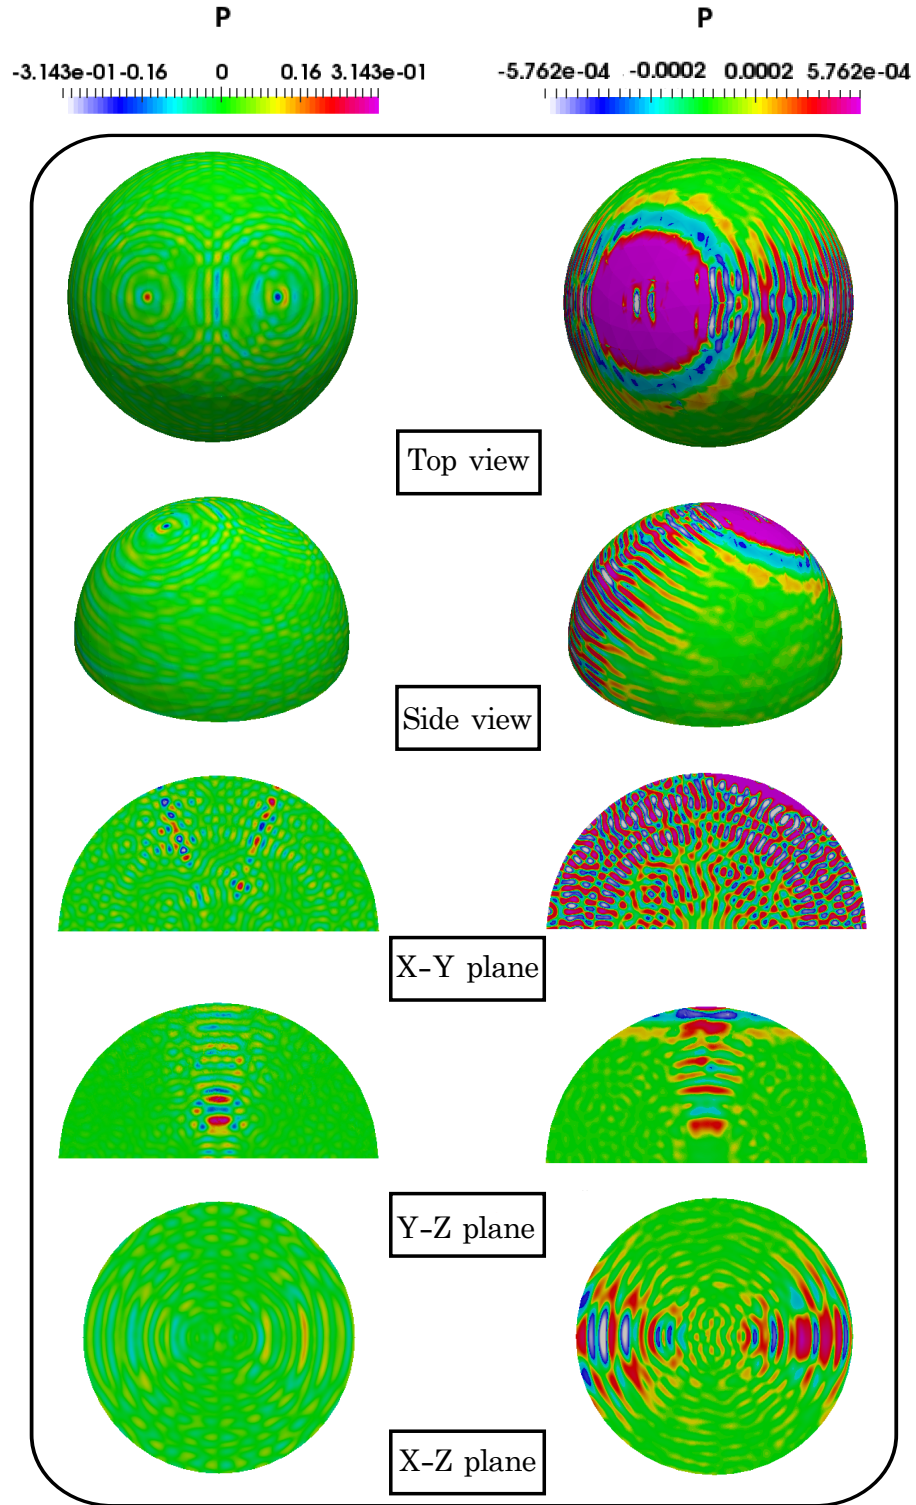 P P
-3.143e-01 -0.16 0 0.16 3.143e-01 -5.762e-04 -0.0002 0.0002 5.762e-04
Top view
Side view
X-Y plane
Y-Z plane
X-Z plane